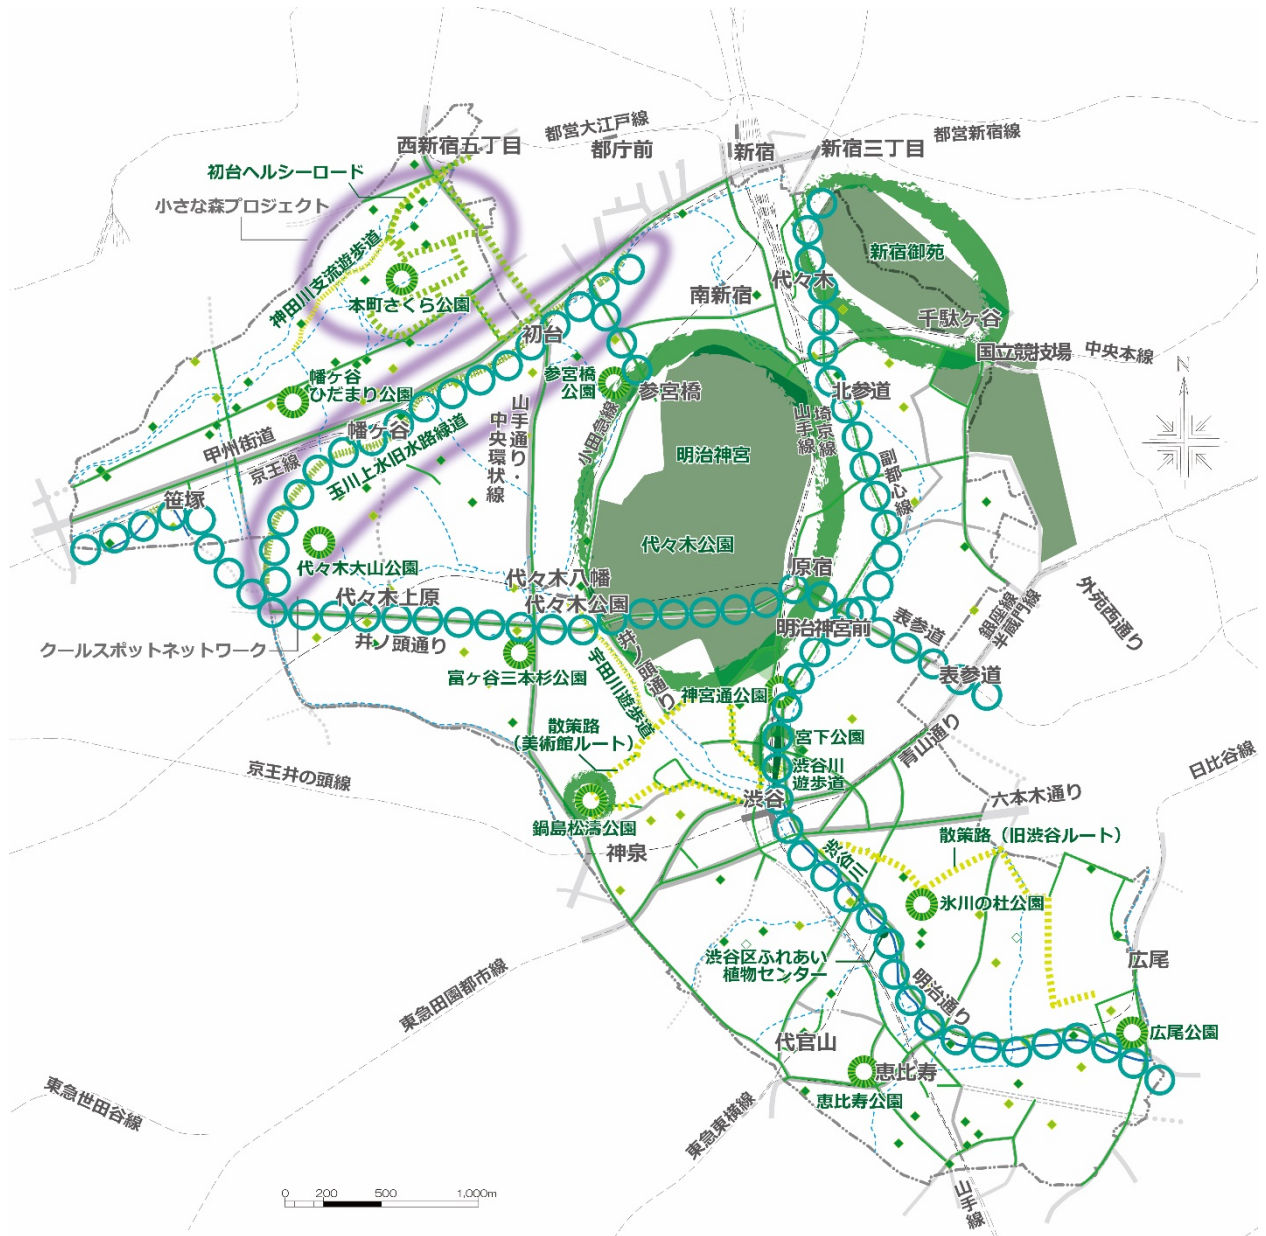 都営大江戸線
都営新宿線
西新宿五丁目
都庁前
新宿
新宿三丁目
初台ヘルシーロード
小さな森プロジェクト
神田川支流遊歩道
本町さくら公園
新宿御苑
代々木
南新宿
千駄ヶ谷
国立競技場
中央本線
初台
N
幡ヶ谷
ひだまり公園
参宮橋
公園
参宮橋
北参道
山手通り・
中央環状線
小田急線
山手線
埼京線
幡ヶ谷
甲州街道
京王線
玉川上水旧水路緑道
明治神宮
副都心線
笹塚
代々木公園
代々木大山公園
原宿
代々木八幡
代々木公園
代々木上原
井ノ頭通り
クールスポットネットワーク
明治神宮前
表参道
銀座線
半蔵門線
外苑西通り
表参道
富ヶ谷三本杉公園
宇田川遊歩道
井ノ頭通り
神宮通公園
散策路
（美術館ルート）
宮下公園
青山通り
渋谷川
遊歩道
京王井の頭線
日比谷線
渋谷
六本木通り
鍋島松濤公園
神泉
渋谷川
散策路（旧渋谷ルート）
氷川の杜公園
渋谷区ふれあい
植物センター
明治通り
広尾
東急田園都市線
広尾公園
代官山
恵比寿
恵比寿公園
東急世田谷線
東急東横線
山手線
0 200 500 1,000m